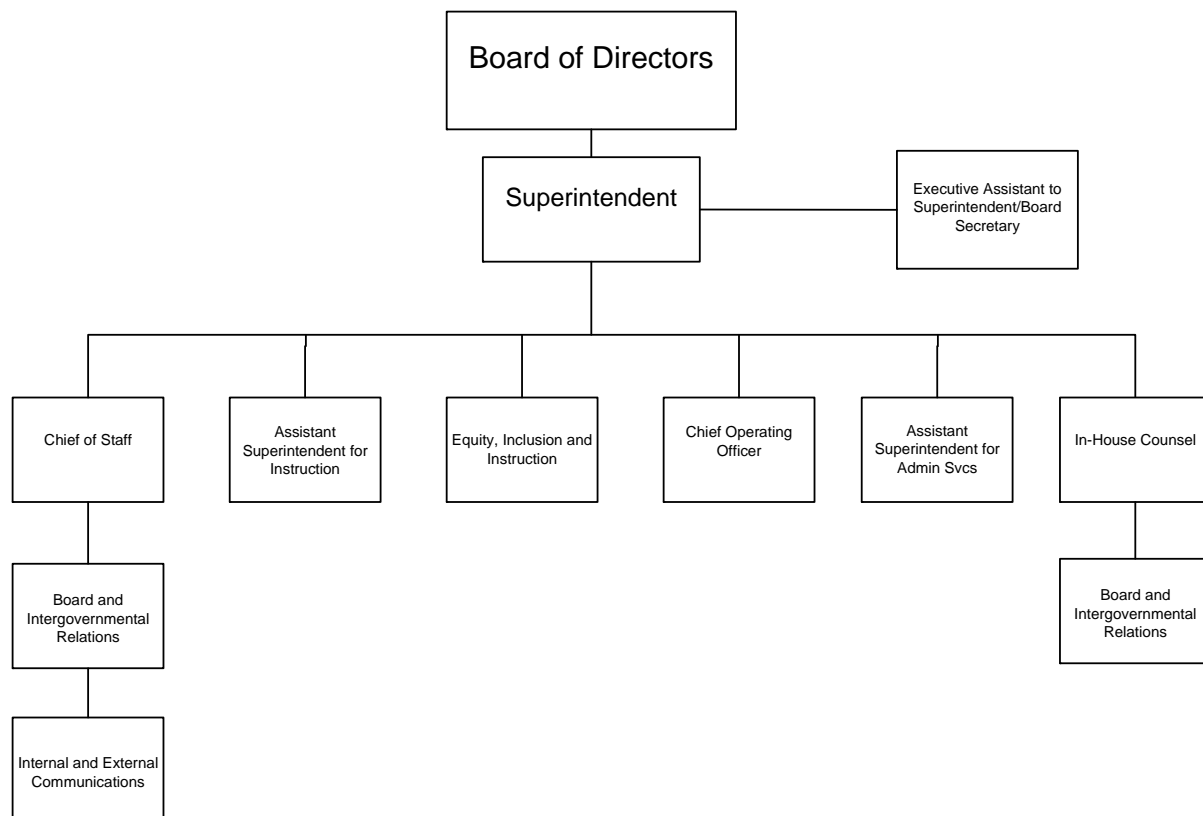 Board of Directors
Superintendent
Executive Assistant to
Superintendent/Board
Secretary
Chief of Staff
Assistant
Superintendent for
Instruction
Equity, Inclusion and
Instruction
Chief Operating
Officer
Assistant
Superintendent for
Admin Svcs
In-House Counsel
Board and
Intergovernmental
Relations
Board and
Intergovernmental
Relations
Internal and External
Communications